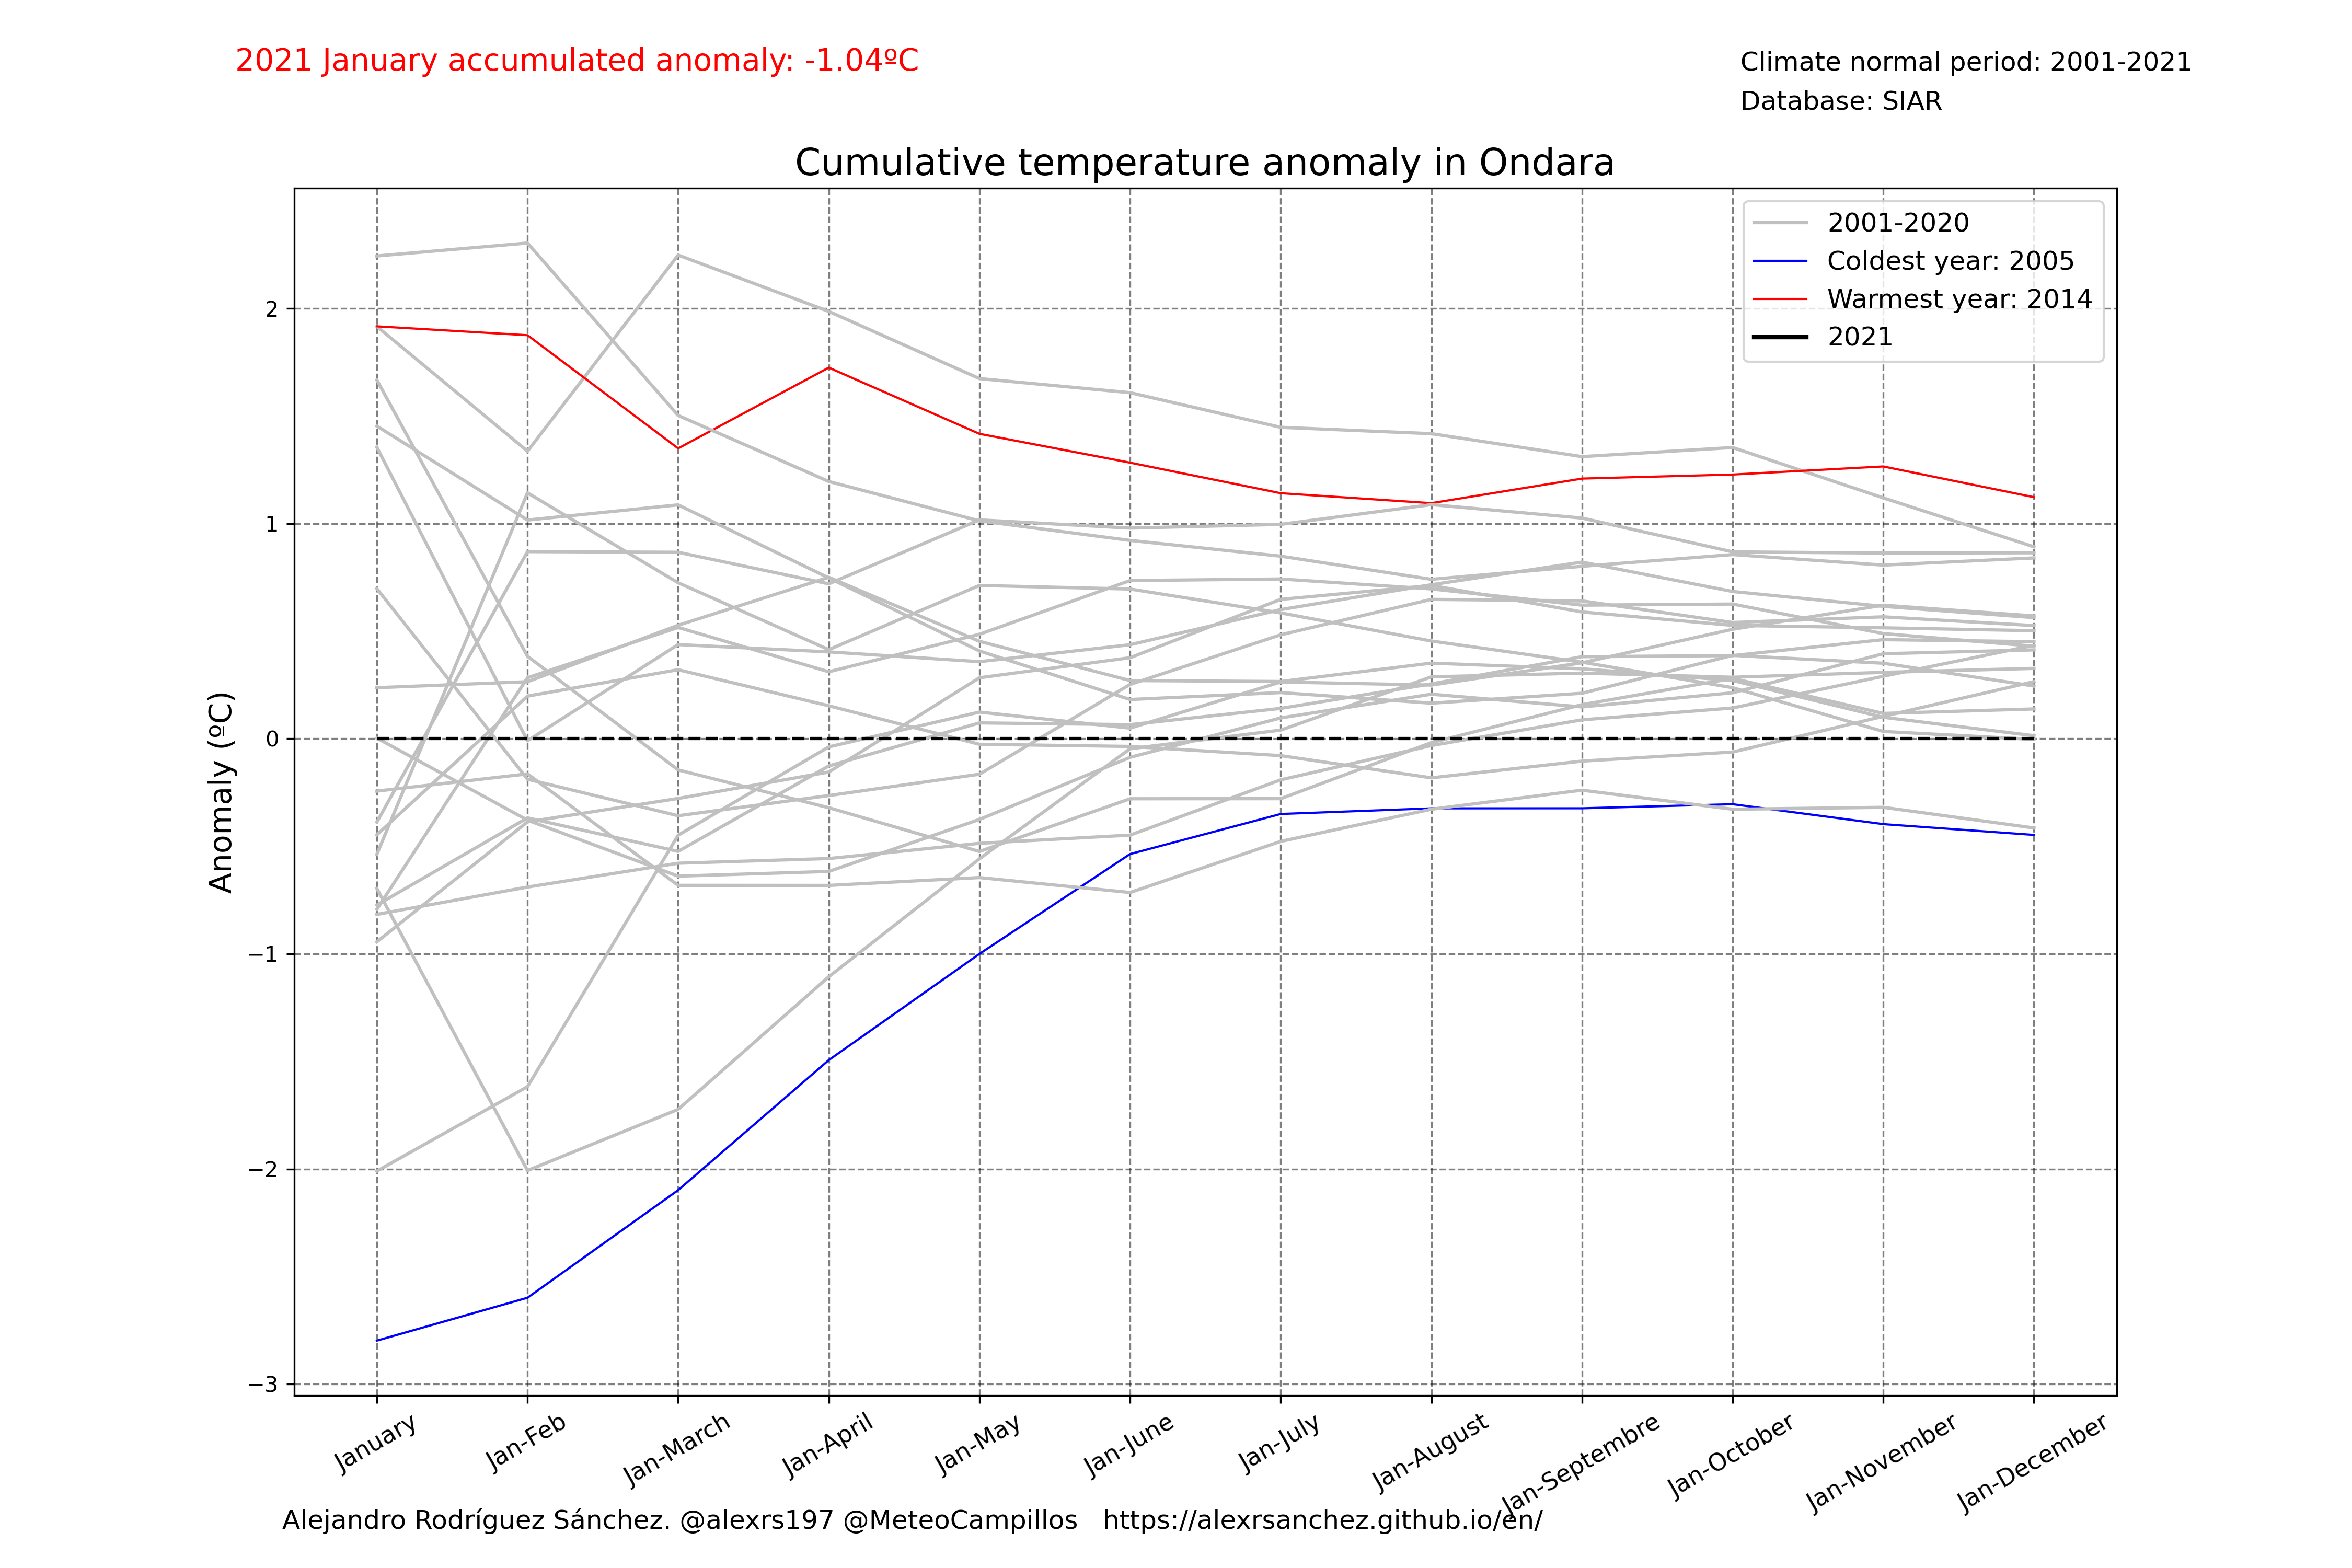 2021 January accumulated anomaly: -1.04ºC
Climate normal period: 2001-2021
Database: SIAR
Cumulative temperature anomaly in Ondara
2001-2020
Coldest year: 2005
Warmest year: 2014
2021
Anomaly (ºC)
2
1
0
−1
−2
−3
January
Jan-Feb
Jan-March
Jan-April
Jan-May
Jan-June
Jan-July
Jan-August
Jan-Septembre
Jan-October
Jan-November
Jan-December
Alejandro Rodríguez Sánchez. @alexrs197 @MeteoCampillos https://alexrsanchez.github.io/en/